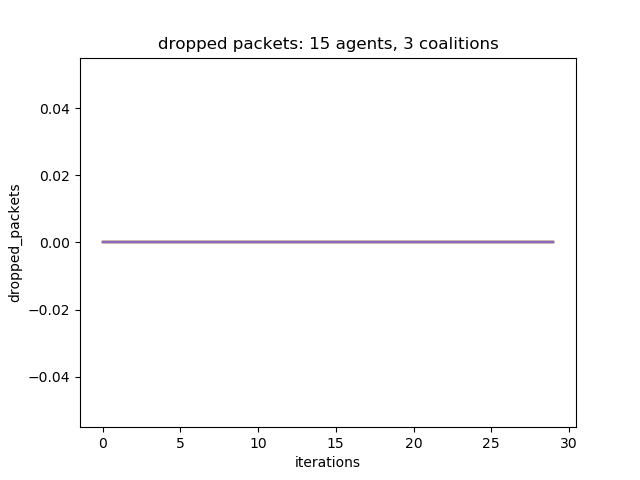 dropped packets: 15 agents, 3 coalitions
0.04
0.02
0.00
−0.02
−0.04
dropped_packets
0 5 10 15 20 25 30
iterations